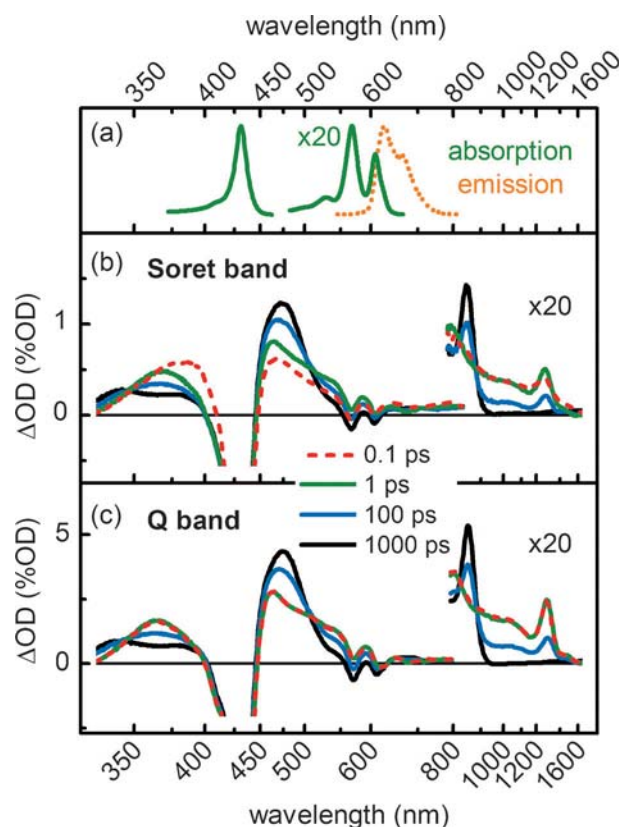 wavelength (nm)
350 400 450 500 600 800 1000 1200 1600
(a) x20 absorption
emission
(b) Soret band x20
1
0
ΔOD (%OD)
0.1 ps
1 ps
100 ps
1000 ps
(c) Q band x20
5
0
ΔOD (%OD)
350 400 450 500 600 800 1000 1200 1600
wavelength (nm)